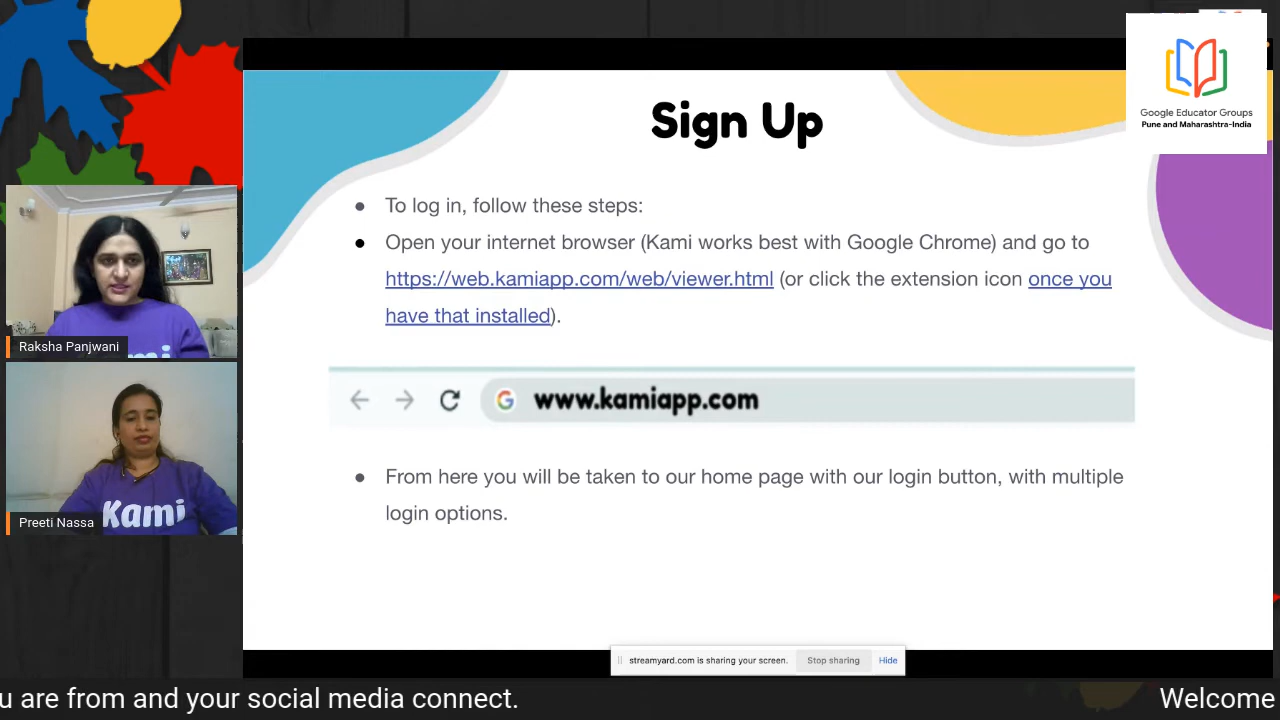 Sign Up
Google Educator Groups
Pune and Maharashtra-India
To log in, follow these steps:
Open your internet browser (Kami works best with Google Chrome) and go to
https://web.kamiapp.com/web/viewer.html (or click the extension icon once you
have that installed).
www.kamiapp.com
From here you will be taken to our home page with our login button, with multiple
login options.
Raksha Panjwani
Kami
Preeti Nassa
streamyard.com is sharing your screen. Stop sharing Hide
u are from and your social media connect. Welcome